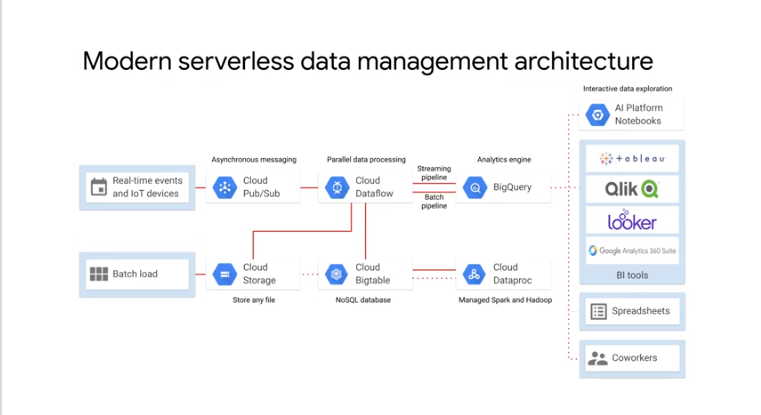 Modern serverless data management architecture
Interactive data exploration
AI Platform
Notebooks
Asynchronous messaging
Parallel data processing
Analytics engine
Real-time events
and IoT devices
Cloud
Pub/Sub
Cloud
Dataflow
Streaming
pipeline
Batch
pipeline
BigQuery
+ a b l e a u
Qlik Q
looker
Google Analytics 360 Suite
BI tools
Batch load
Cloud
Storage
Store any file
Cloud
Bigtable
NoSQL database
Cloud
Dataproc
Managed Spark and Hadoop
Spreadsheets
Coworkers